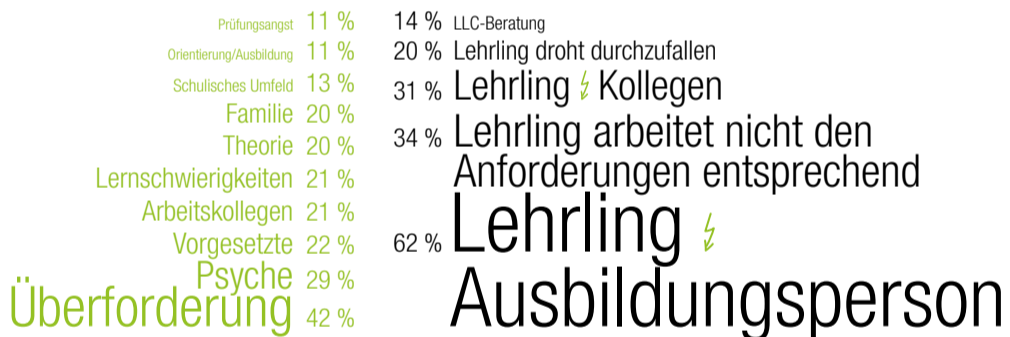 Prüfungsangst 11 %
Orientierung/Ausbildung 11 %
Schulisches Umfeld 13 %
Familie 20 %
Theorie 20 %
Lernschwierigkeiten 21 %
Arbeitskollegen 21 %
Vorgesetzte 22 %
Psyche 29 %
Überforderung 42 %
14 % LLC-Beratung
20 % Lehrling droht durchzufallen
31 % Lehrling Kollegen
34 % Lehrling arbeitet nicht den
Anforderungen entsprechend
62 % Lehrling
Ausbildungsperson